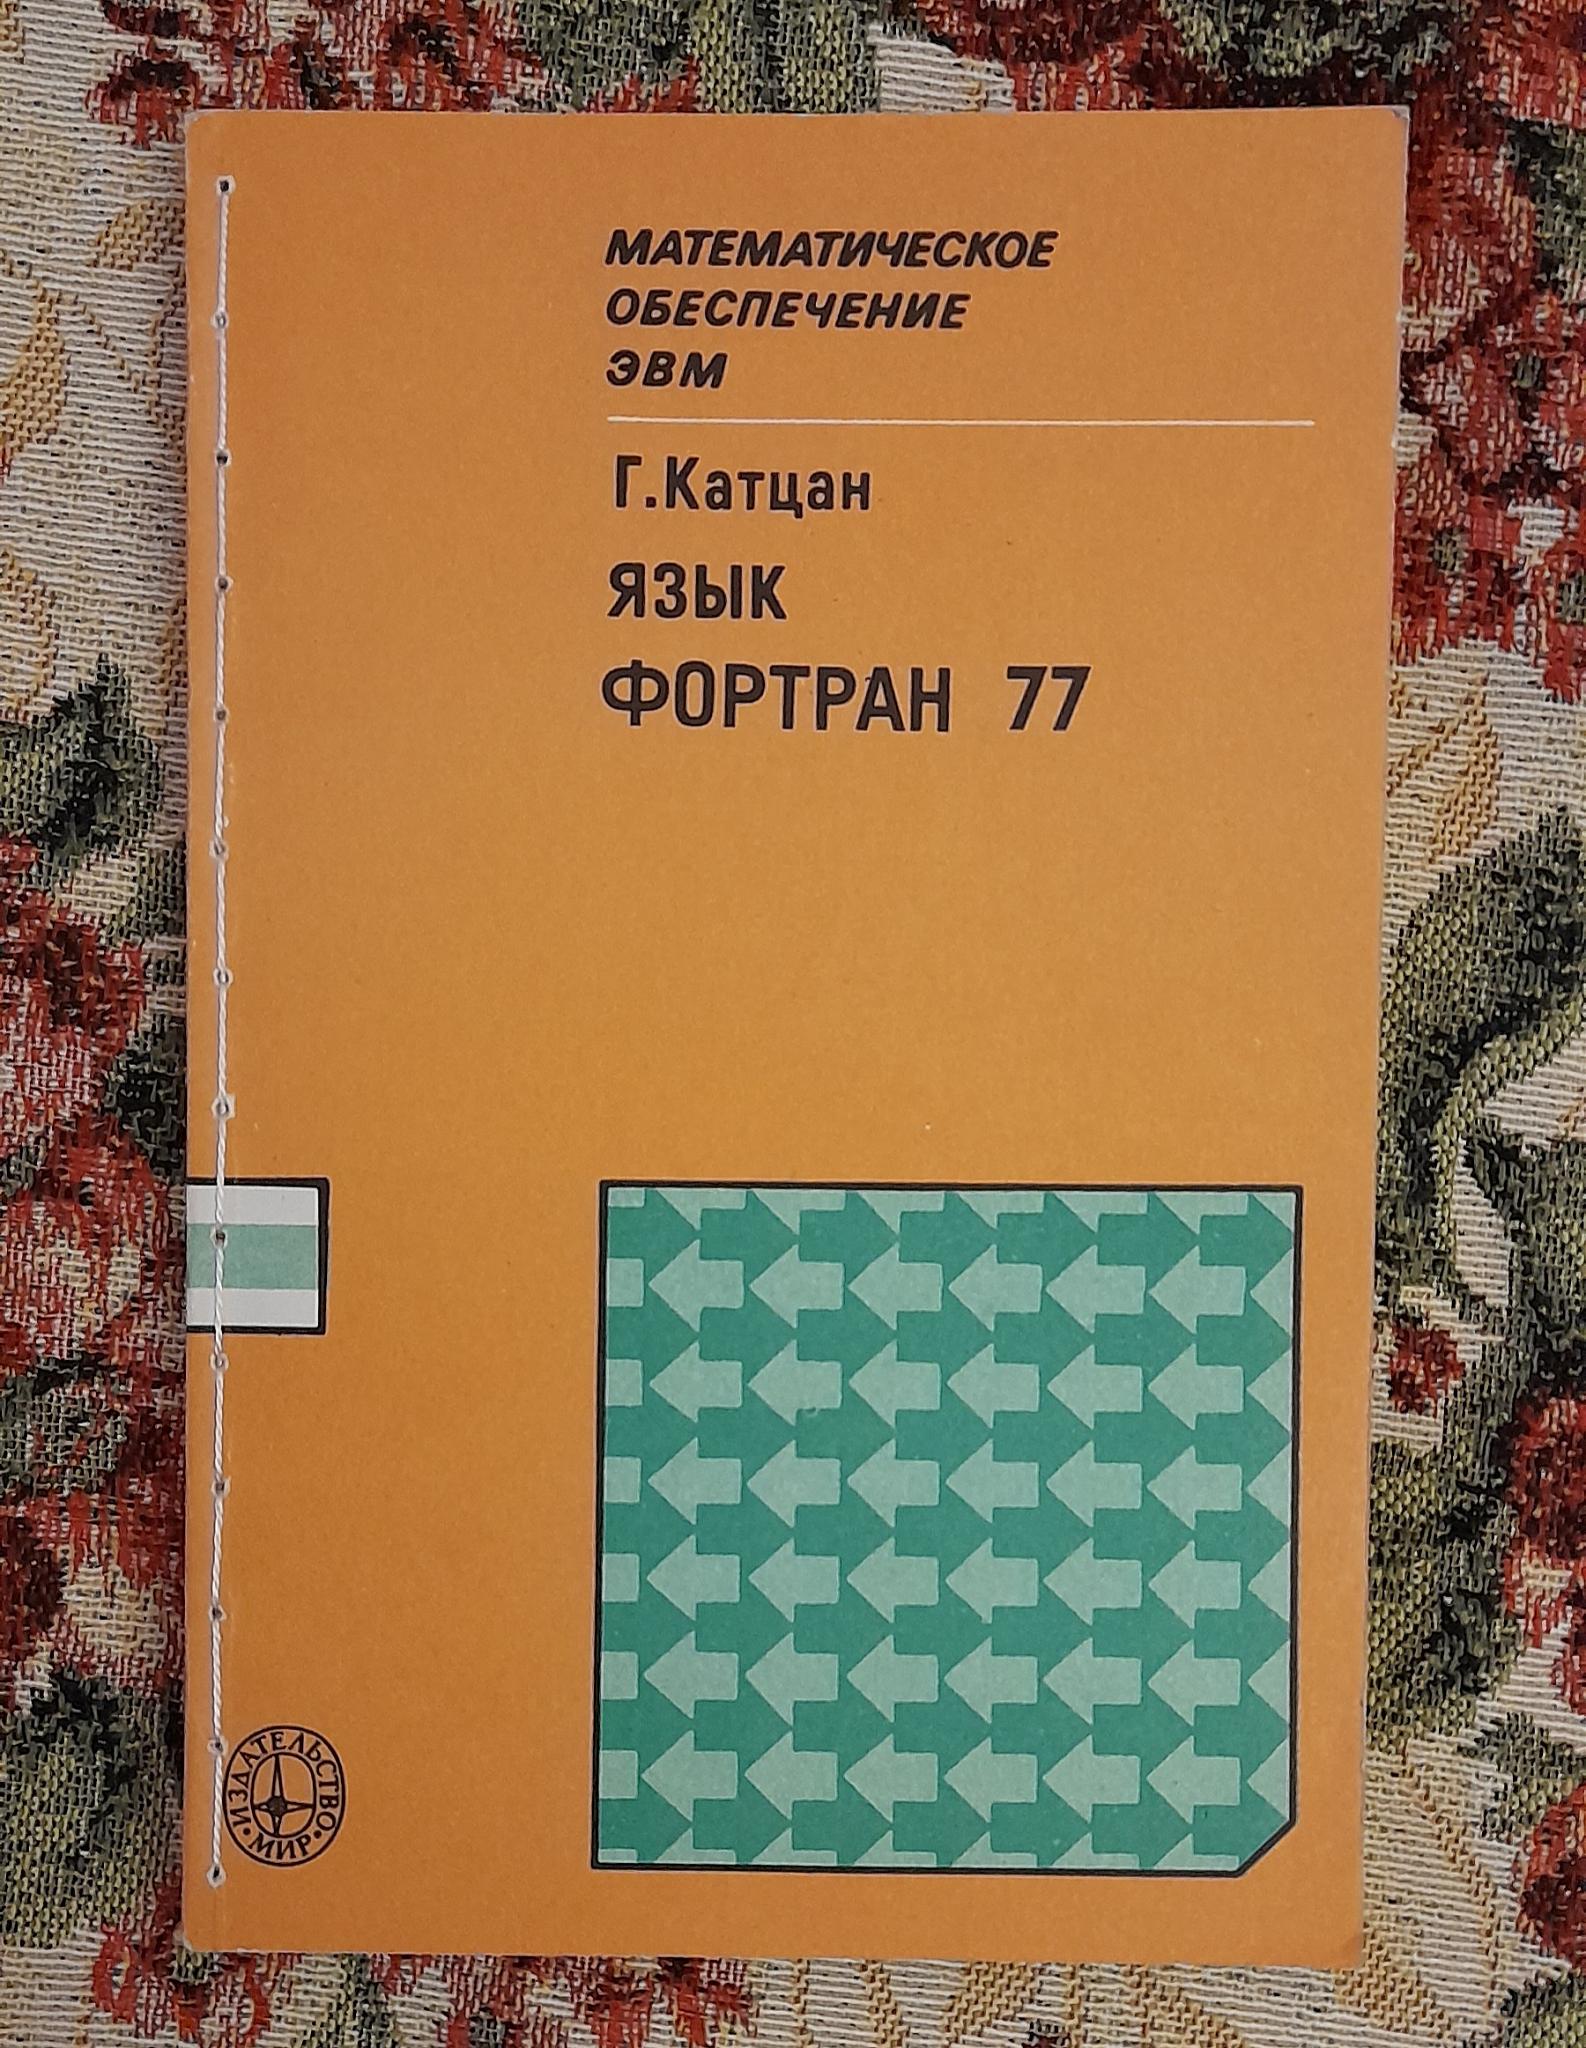 МАТЕМАТИЧЕСКОЕ
ОБЕСПЕЧЕНИЕ
ЭВМ
Г.Катцан
ЯЗЫК
ФОРТРАН 77
ИЗДАТЕЛЬСТВО
МИР